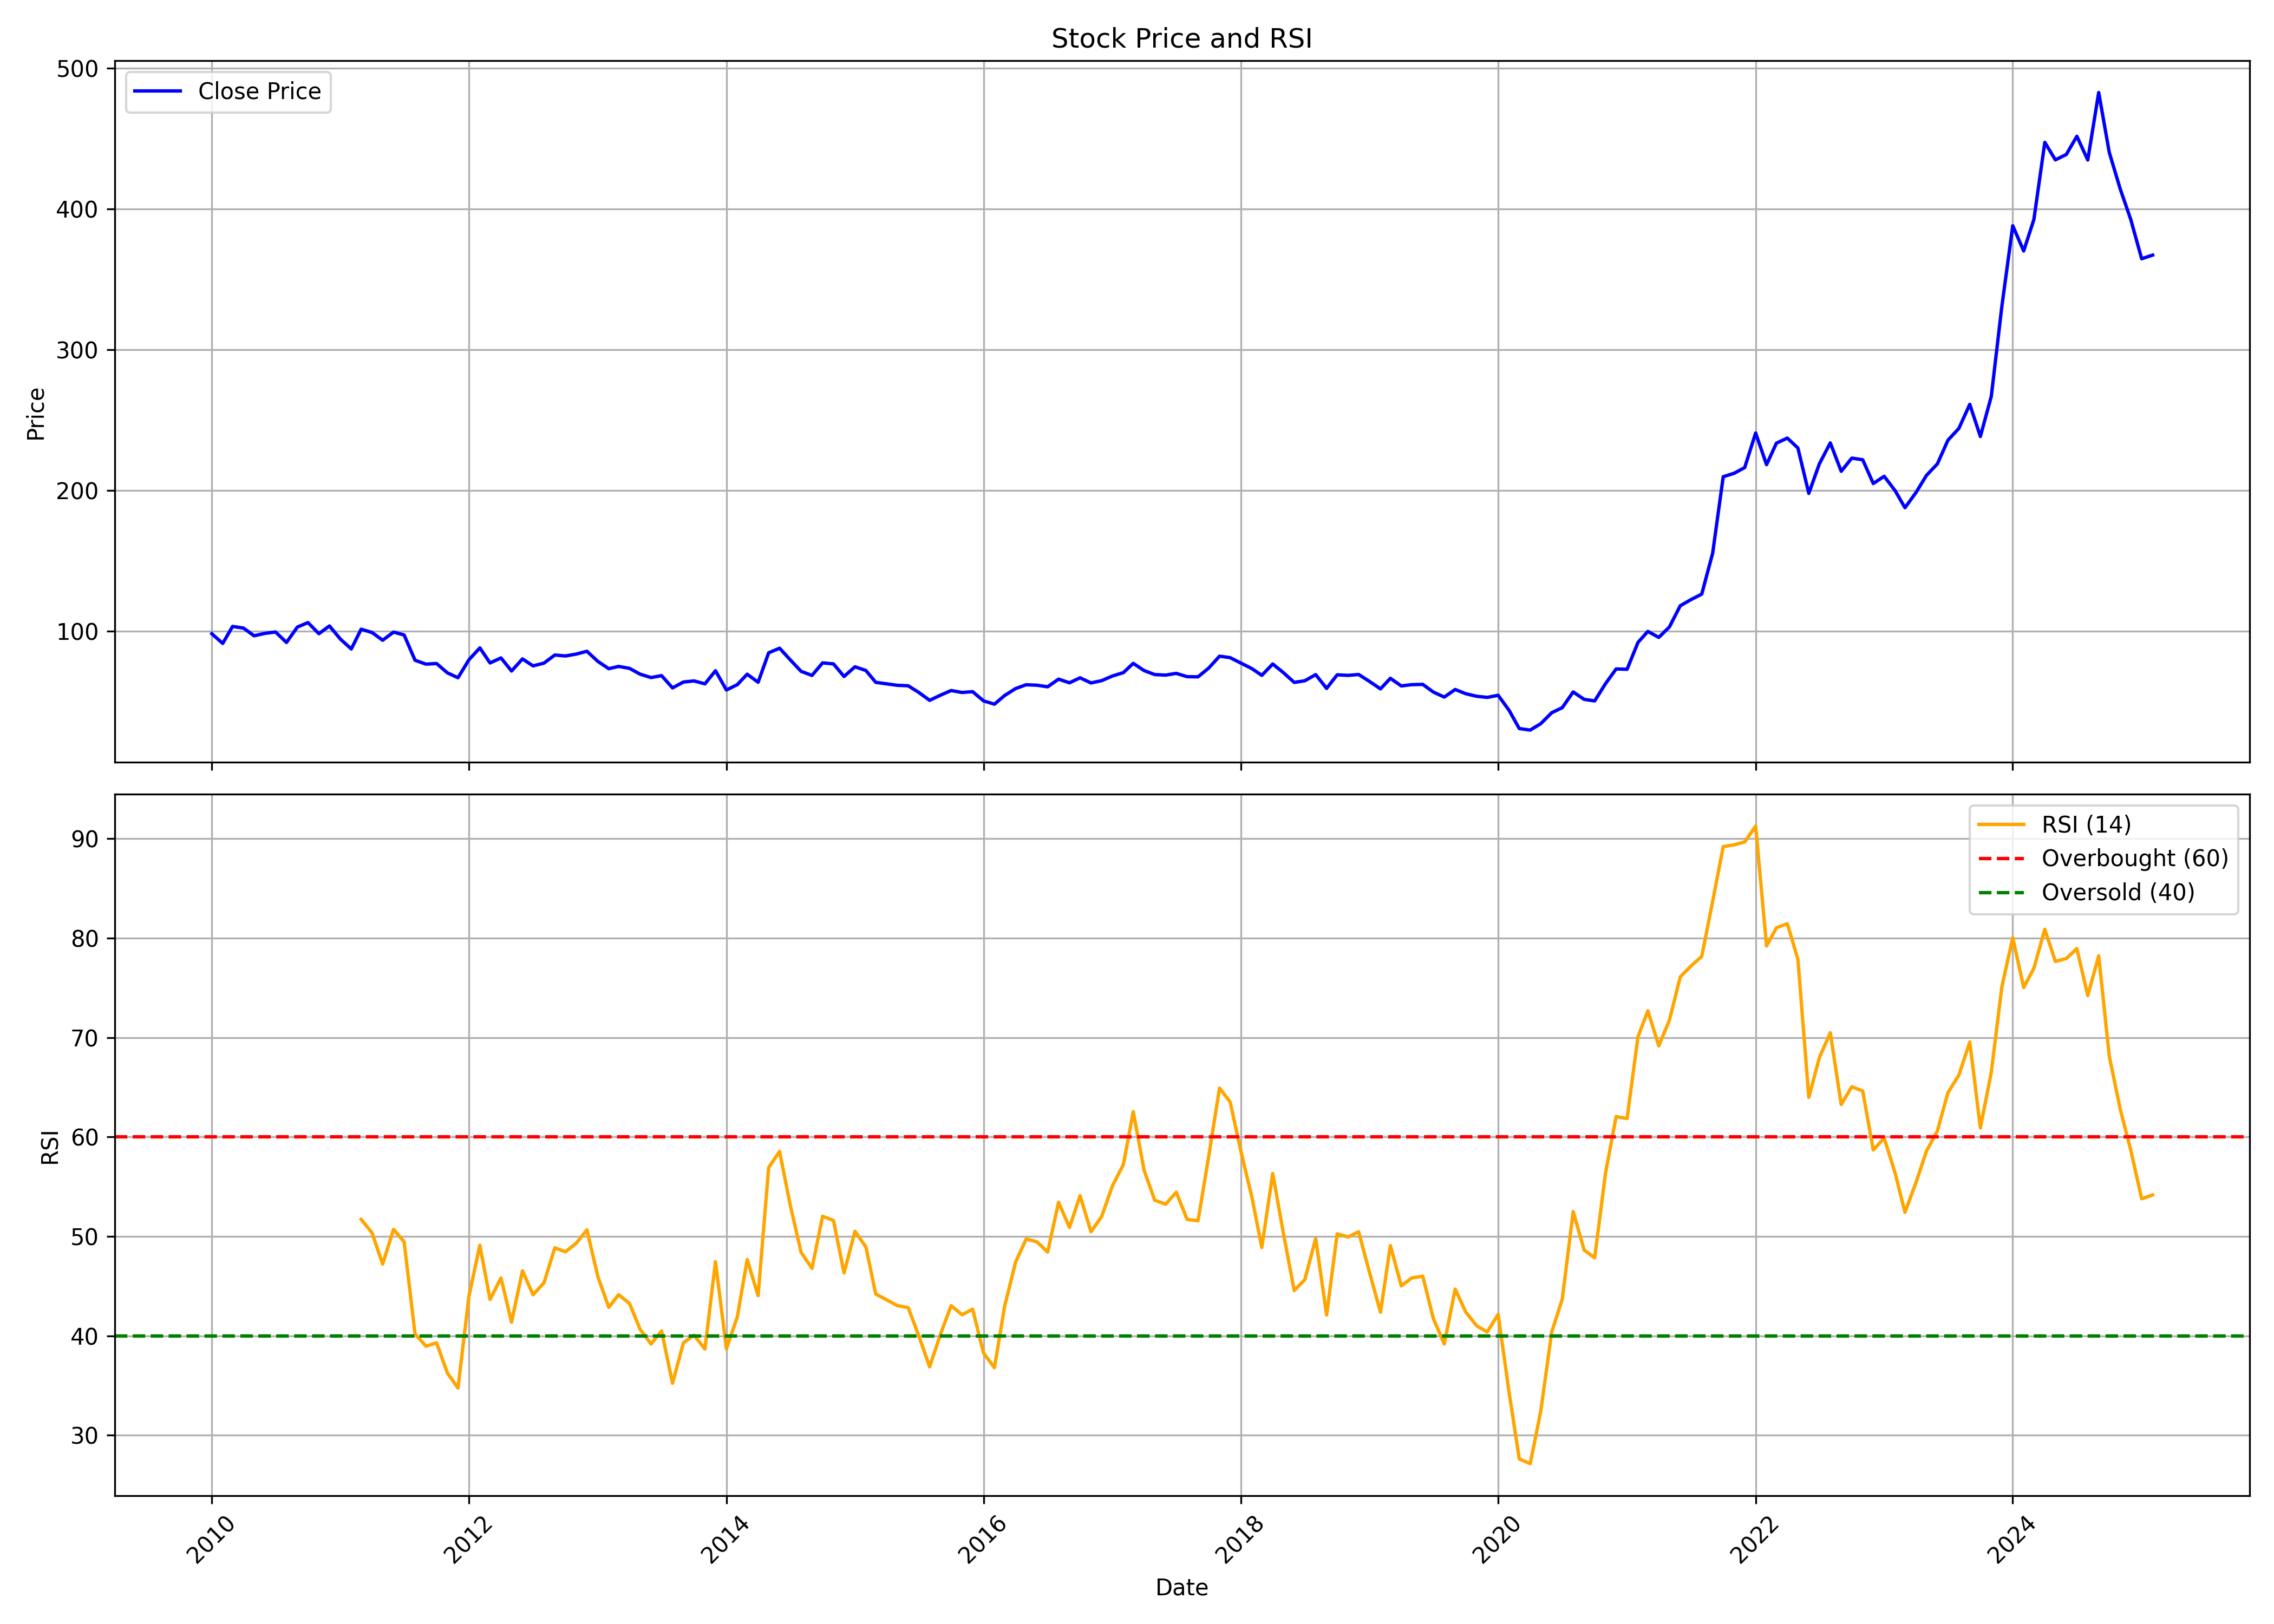 Stock Price and RSI
500
400
300
200
100
Price
Close Price
90
80
70
60
50
40
30
RSI
RSI (14)
Overbought (60)
Oversold (40)
2010
2012
2014
2016
2018
2020
2022
2024
Date